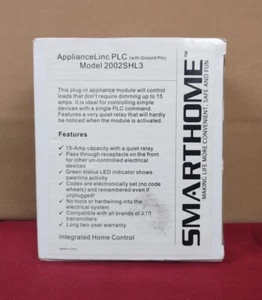 ApplianceLinc PLC (with Ground Pin)
Model 2002SHL3
This plug-in appliance module will control
loads that don't require dimming up to 15
amps. It is ideal for controlling simple
devices with a single PLC command.
Features a very quiet relay that will hardly
be noticed when the module is activated.
Features
✓ 15-Amp capacity with a quiet relay
✓ Pass through receptacle on the front
for other un-controlled electrical
devices
✓ Green status LED indicator shows
powerline activity
✓ Codes are electronically set (no code
wheels) and remembered even if
unplugged!
✓ No tools or hardwiring into the
electrical system
✓ Compatible with all brands of X10
transmitters
✓ Long two-year warranty
Integrated Home Control
SMARTHOME™
MAKING LIFE MORE CONVENIENT, SAFE AND FUN